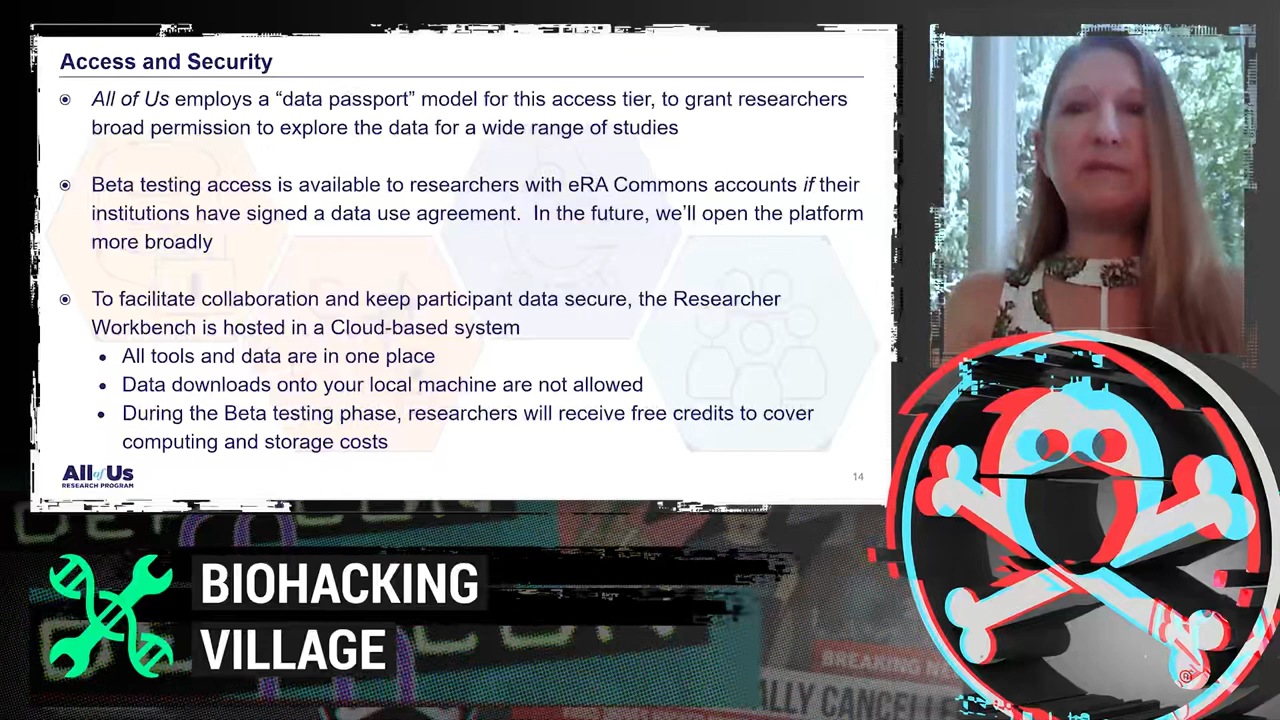 Access and Security
All of Us employs a “data passport” model for this access tier, to grant researchers
broad permission to explore the data for a wide range of studies
Beta testing access is available to researchers with eRA Commons accounts if their
institutions have signed a data use agreement.  In the future, we’ll open the platform
more broadly
To facilitate collaboration and keep participant data secure, the Researcher
Workbench is hosted in a Cloud-based system
All tools and data are in one place
Data downloads onto your local machine are not allowed
During the Beta testing phase, researchers will receive free credits to cover
computing and storage costs
All of Us
RESEARCH PROGRAM
14
BIOHACKING
VILLAGE
BREAKING NE
ALLY CANCELLE
®